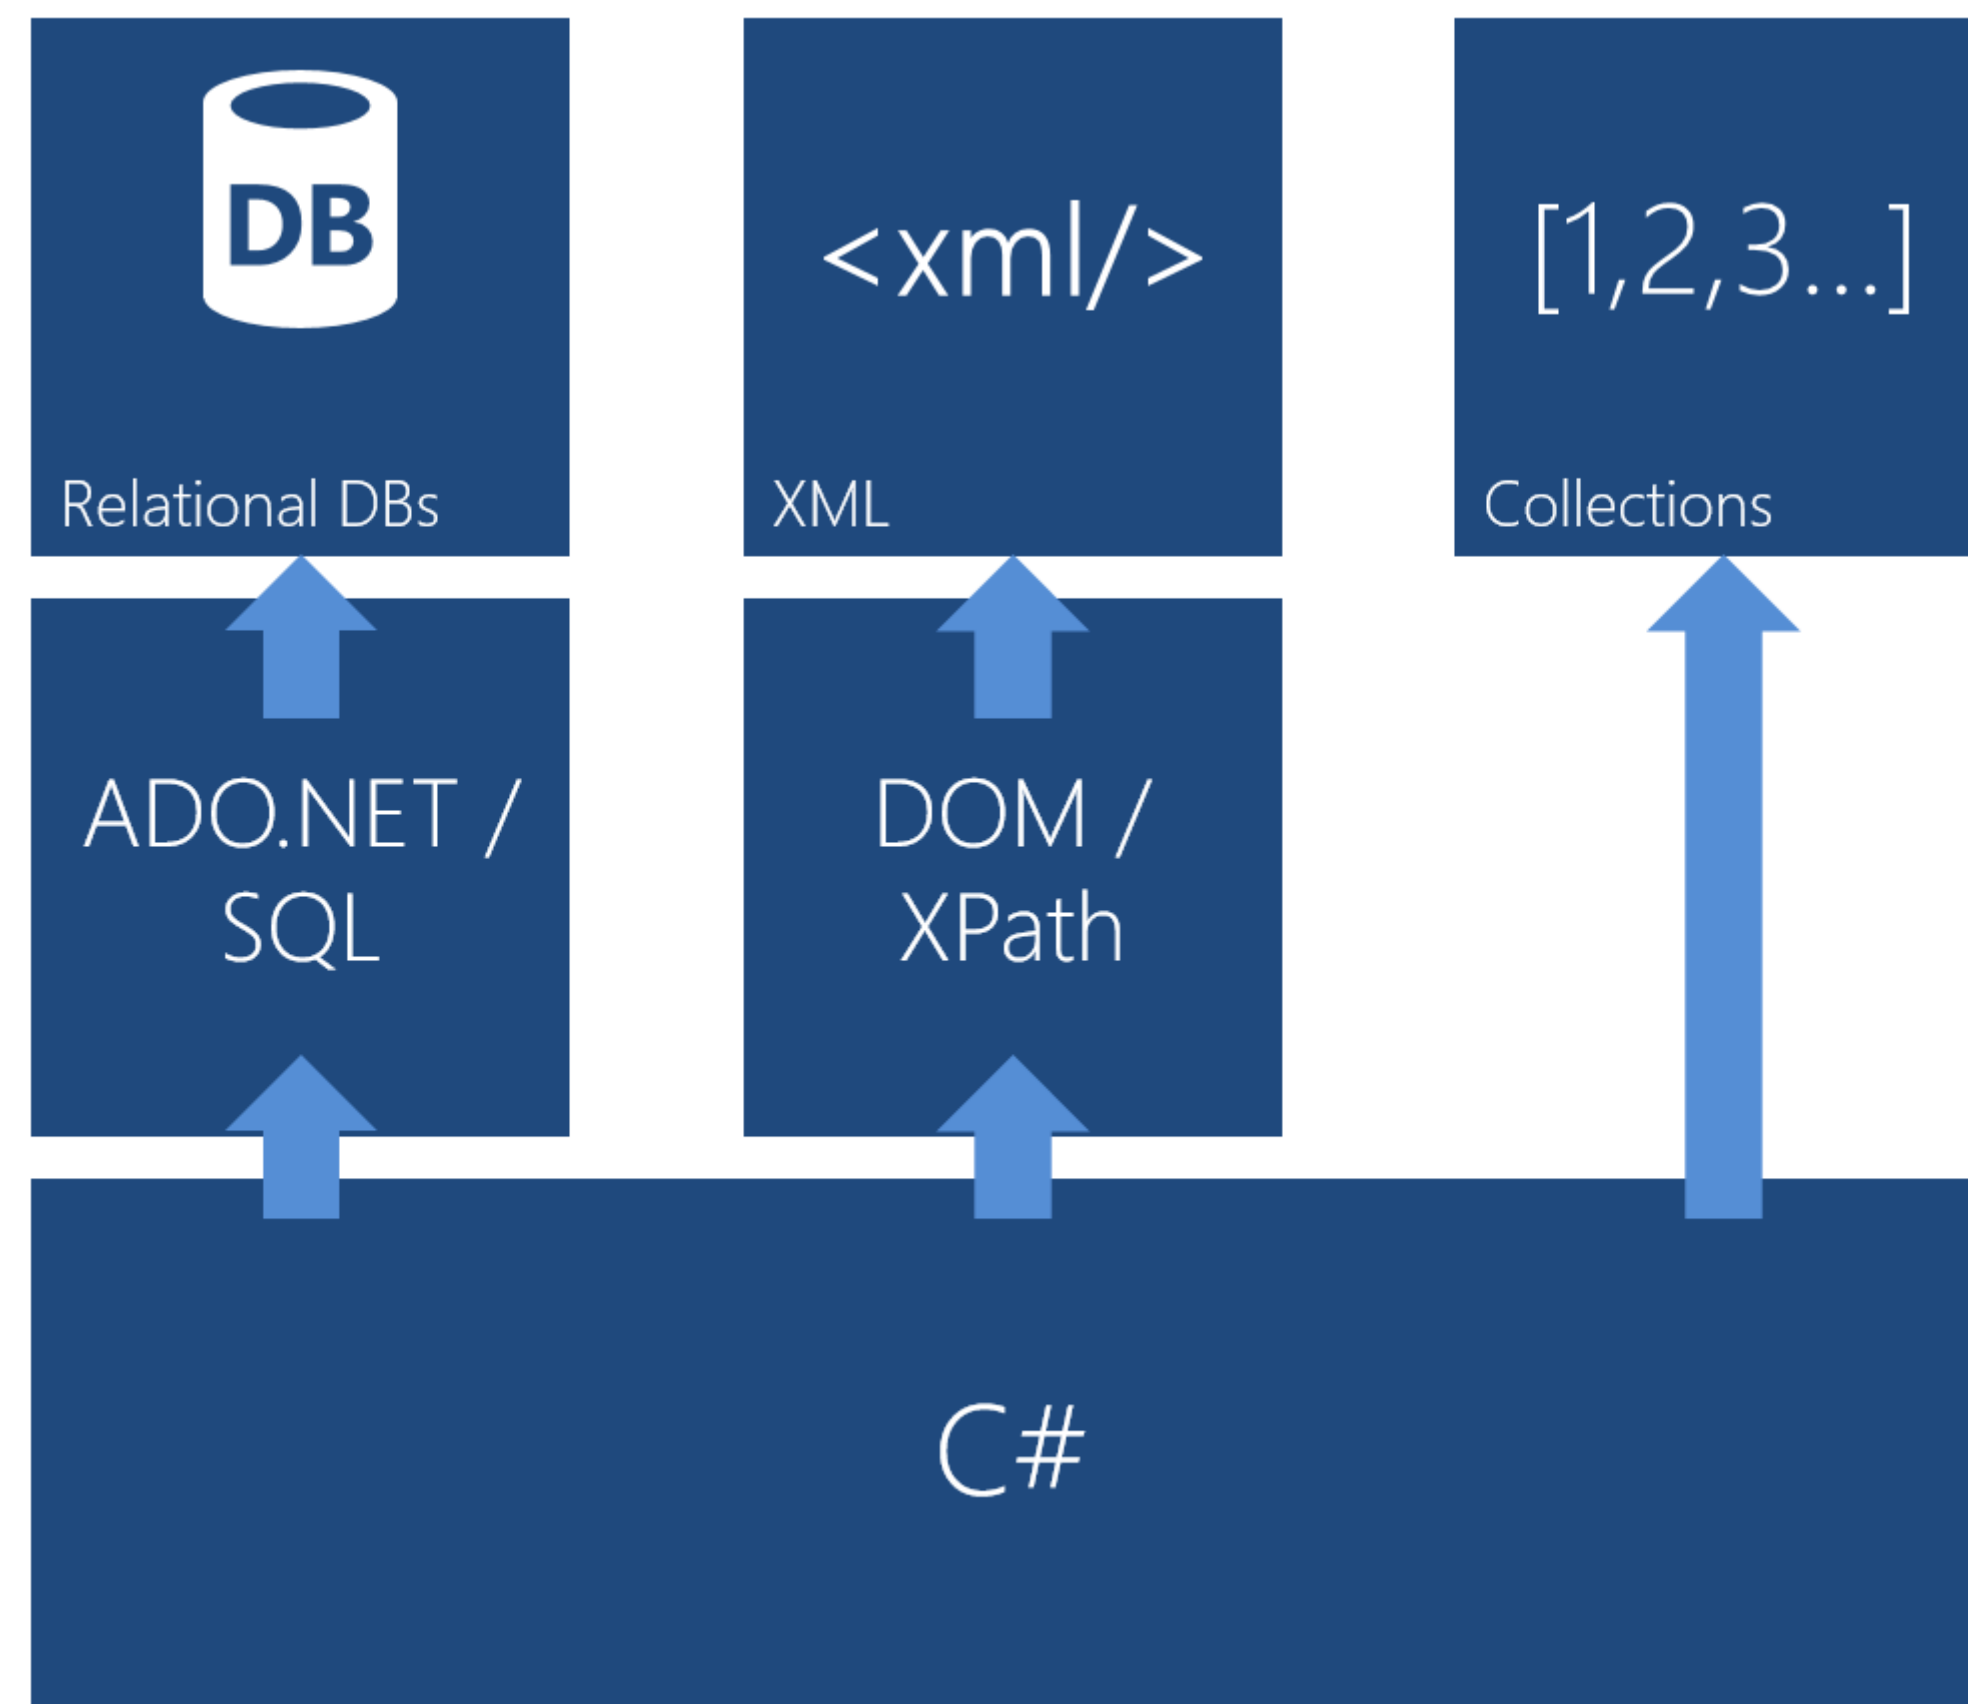 DB
Relational DBs
<xml/>
XML
[1,2,3...]
Collections
ADO.NET /
SQL
DOM /
XPath
C#